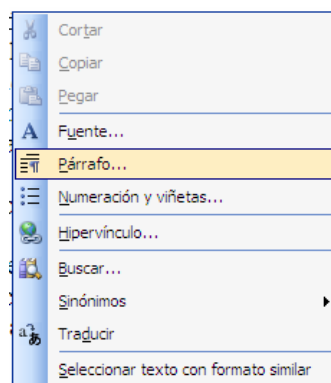 Cortar
Copiar
Pegar
Fuente...
Párrafo...
Numeración y viñetas...
Hipervínculo...
Buscar...
Sinónimos
Traducir
Seleccionar texto con formato similar